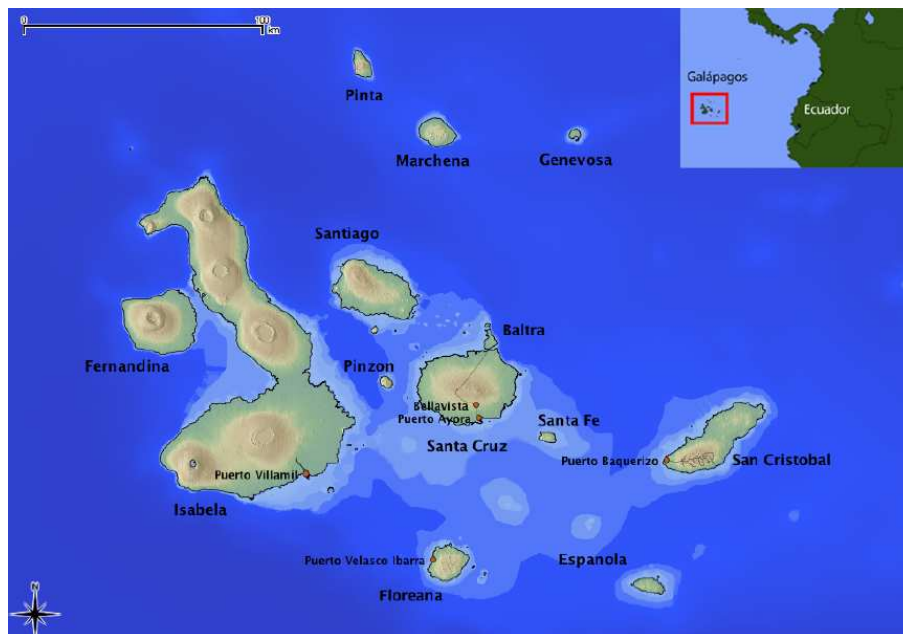 0 100
km
Galápagos
Ecuador
Pinta
Marchena
Genevosa
Santiago
Baltra
Fernandina
Pinzon
Bellavista
Puerto Ayora
Santa Fe
Santa Cruz
Puerto Baquerizo
San Cristobal
Puerto Villamil
Isabela
Puerto Velasco Ibarra
Espanola
Floreana
N